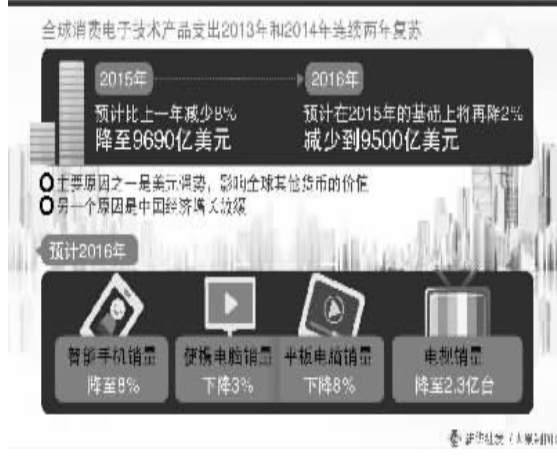 全球消费电子技术产品支出2013年和2014年连续两年复苏
2015年
2016年
预计比上一年减少8%
降至9690亿美元
预计在2015年的基础上将再降2%
减少到9500亿美元
主要原因之一是美元强势，影响全球其他货币的价值
另一个原因是中国经济增长放缓
预计2016年
智能手机销量
降至8%
便携电脑销量
下降3%
平板电脑销量
下降8%
电视销量
降至2.3亿台
新华社发